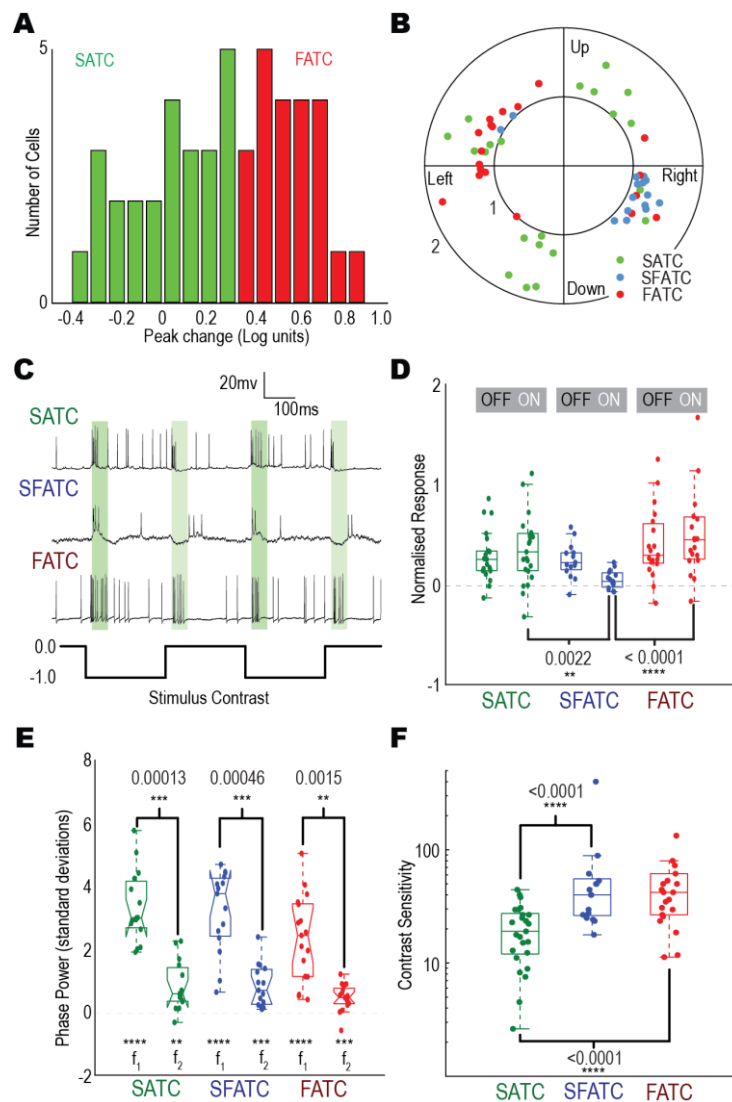 A
5
SATC
FATC
Number of Cells
0
-0.4 -0.2 0 0.2 0.4 0.6 0.8 1.0
Peak change (Log units)
B
Up
Left
Right
1
2
Down
SATC
SFATC
FATC
C
20mv
100ms
SATC
SFATC
FATC
0.0
-1.0
Stimulus Contrast
D
2
OFF ON OFF ON OFF ON
1
Normalised Response
0
0.0022
**
< 0.0001
****
-1
SATC SFATC FATC
E
8
0.00013 0.00046 0.0015
*** *** **
6
4
2
0
-2
Phase Power (standard deviations)
**** ** **** *** **** ***
f1 f2 f1 f2 f1 f2
SATC SFATC FATC
F
<0.0001
****
100
Contrast Sensitivity
10
<0.0001
****
SATC SFATC FATC